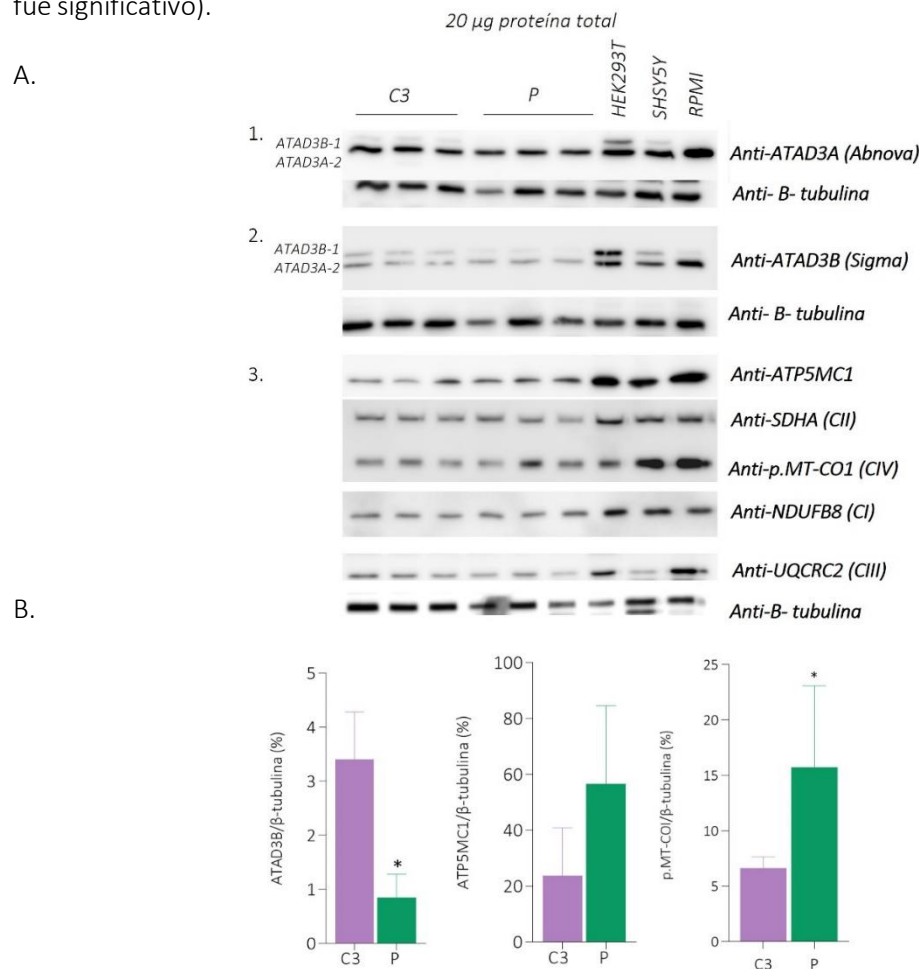 fue significativo).
20 µg proteína total
A.
C3
P
HEK293T
SHSY5Y
RPMI
1.
ATAD3B-1
ATAD3A-2
Anti-ATAD3A (Abnova)
Anti- B- tubulina
2.
ATAD3B-1
ATAD3A-2
Anti-ATAD3B (Sigma)
Anti- B- tubulina
3.
Anti-ATP5MC1
Anti-SDHA (CII)
Anti-p.MT-CO1 (CIV)
Anti-NDUFB8 (CI)
Anti-UQCRC2 (CIII)
Anti-B- tubulina
B.
ATAD3B/β-tubulina (%)
5
4
3
2
1
0
*
C3 P
ATP5MC1/β-tubulina (%)
100
80
60
40
20
0
C3 P
p.MT-COI/β-tubulina (%)
25
20
15
10
5
0
*
C3 P